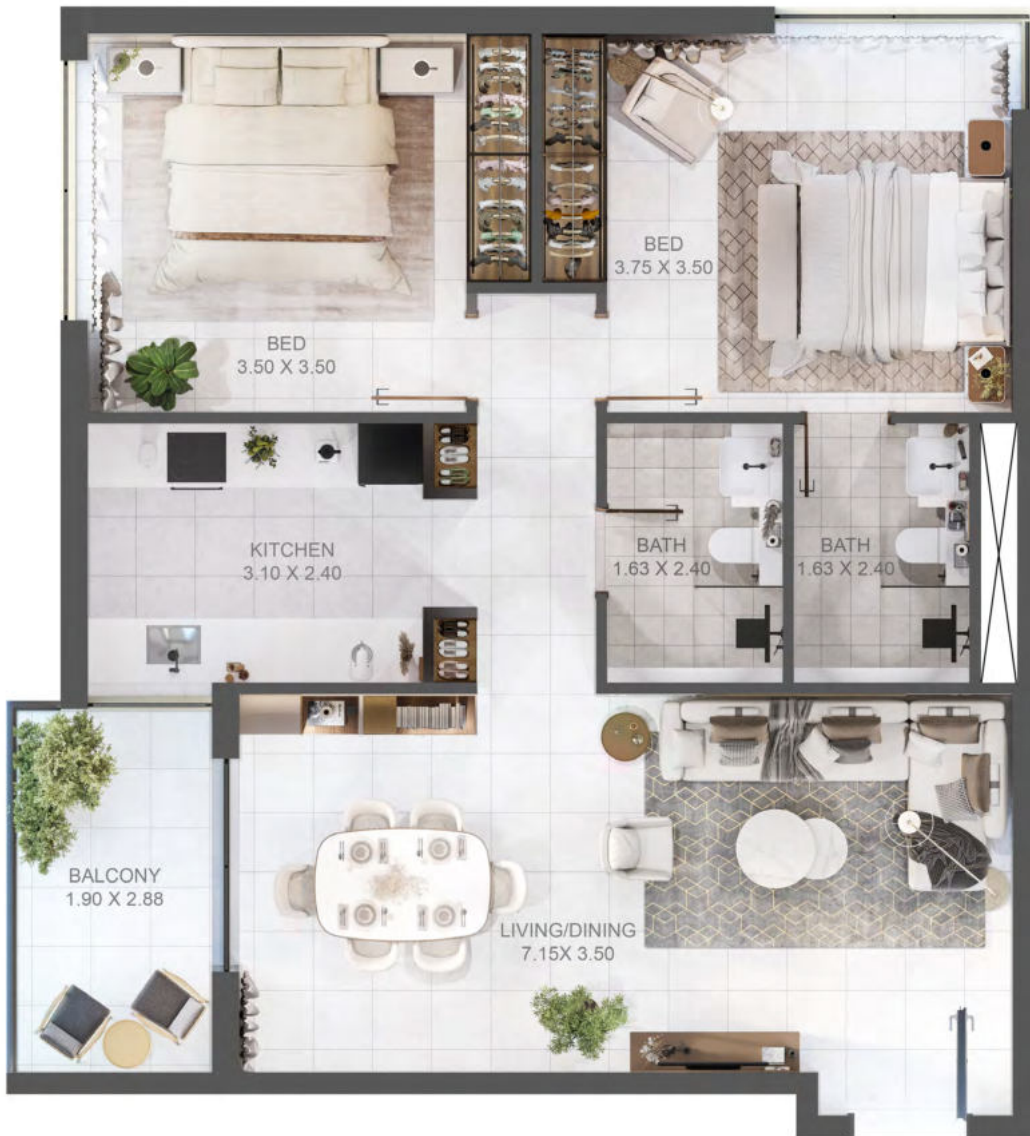 BED
3.75 X 3.50
BED
3.50 X 3.50
KITCHEN
3.10 X 2.40
BATH
1.63 X 2.40
BATH
1.63 X 2.40
BALCONY
1.90 X 2.88
LIVING/DINING
7.15X 3.50